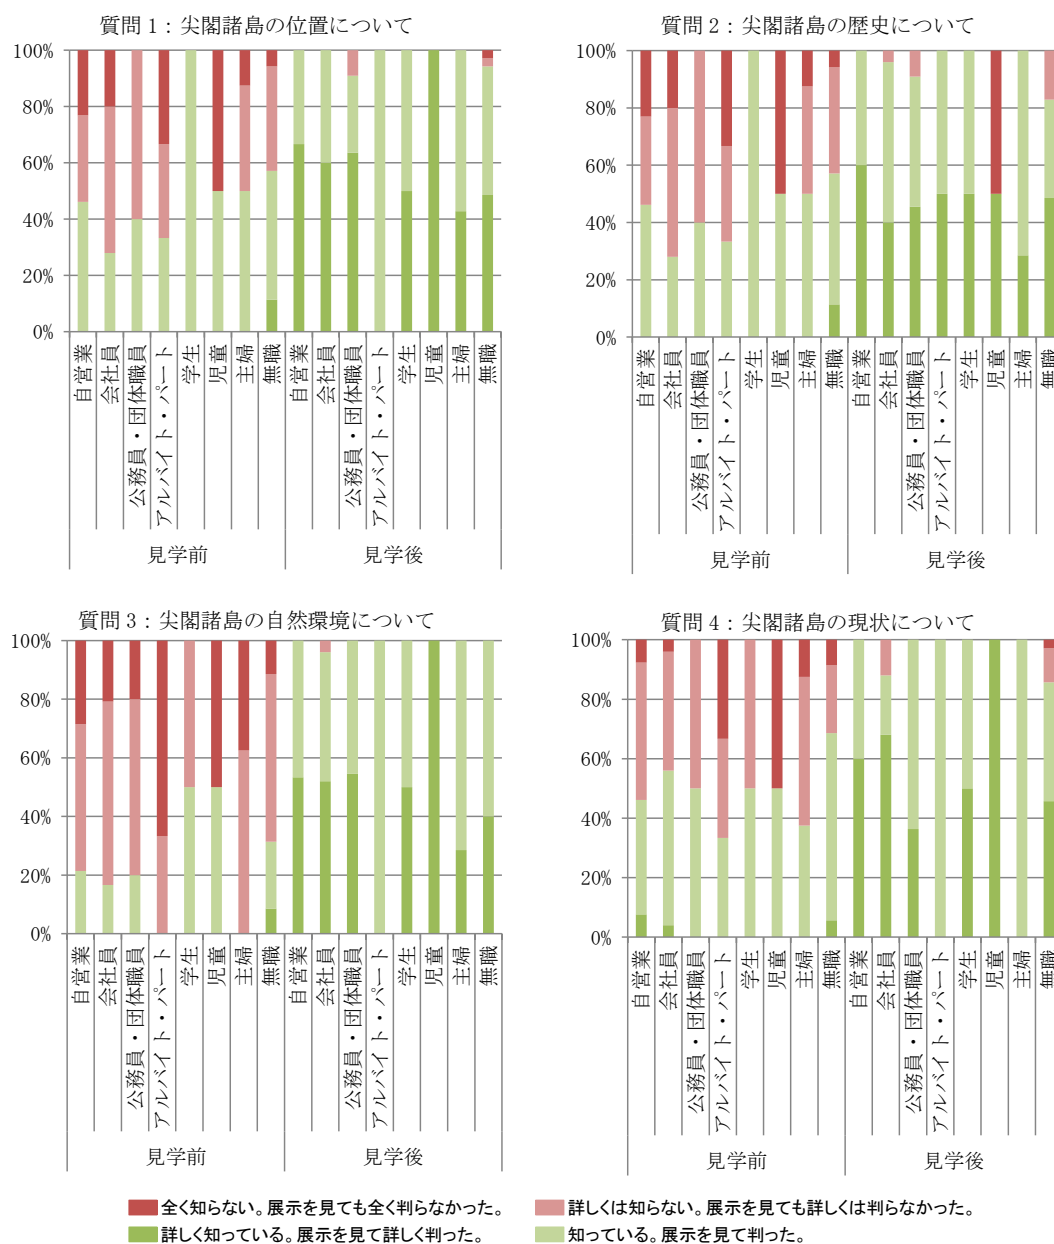 質問1：尖閣諸島の位置について
100%
80%
60%
40%
20%
0%
自営業
会社員
公務員・団体職員
アルバイト・パート
学生
児童
主婦
無職
自営業
会社員
公務員・団体職員
アルバイト・パート
学生
児童
主婦
無職
見学前
見学後
質問2：尖閣諸島の歴史について
100%
80%
60%
40%
20%
0%
自営業
会社員
公務員・団体職員
アルバイト・パート
学生
児童
主婦
無職
自営業
会社員
公務員・団体職員
アルバイト・パート
学生
児童
主婦
無職
見学前
見学後
質問3：尖閣諸島の自然環境について
100%
80%
60%
40%
20%
0%
自営業
会社員
公務員・団体職員
アルバイト・パート
学生
児童
主婦
無職
自営業
会社員
公務員・団体職員
アルバイト・パート
学生
児童
主婦
無職
見学前
見学後
質問4：尖閣諸島の現状について
100%
80%
60%
40%
20%
0%
自営業
会社員
公務員・団体職員
アルバイト・パート
学生
児童
主婦
無職
自営業
会社員
公務員・団体職員
アルバイト・パート
学生
児童
主婦
無職
見学前
見学後
全く知らない。展示を見ても全く判らなかった。
詳しくは知らない。展示を見ても詳しくは判らなかった。
詳しく知っている。展示を見て詳しく判った。
知っている。展示を見て判った。